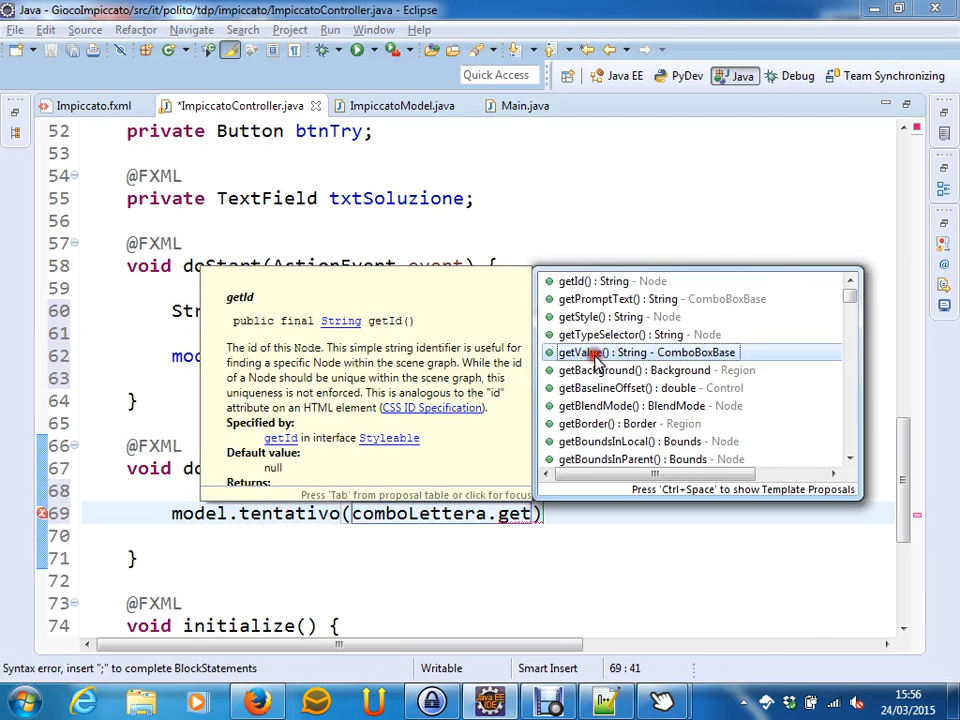 Java - GiocoImpiccato/src/it/polito/tdp/impiccato/ImpiccatoController.java - Eclipse
File Edit Source Refactor Navigate Search Project Run Window Help
Quick Access Java EE PyDev Java Debug Team Synchronizing
Impiccato.fxml *ImpiccatoController.java ImpiccatoModel.java Main.java
52 private Button btnTry;
53
54 @FXML
55 private TextField txtSoluzione;
56
57 @FXML
58 void doStart(ActionEvent event) {
59
60 Str
61
62 mod
63
64 }
65
66 @FXML
67 void do
68
69 model.tentativo(comboLettera.get)
70
71 }
72
73 @FXML
74 void initialize() {
getId
public final String getId()
The id of this Node. This simple string identifier is useful for
finding a specific Node within the scene graph. While the id
of a Node should be unique within the scene graph, this
uniqueness is not enforced. This is analogous to the "id"
attribute on an HTML element (CSS ID Specification).
Specified by:
getId in interface Styleable
Default value:
null
Returns:
Press 'Tab' from proposal table or click for focus
getId() : String - Node
getPromptText() : String - ComboBoxBase
getStyle() : String - Node
getTypeSelector() : String - Node
getValue() : String - ComboBoxBase
getBackground() : Background - Region
getBaselineOffset() : double - Control
getBlendMode() : BlendMode - Node
getBorder() : Border - Region
getBoundsInLocal() : Bounds - Node
getBoundsInParent() : Bounds - Node
Press 'Ctrl+Space' to show Template Proposals
Syntax error, insert ";" to complete BlockStatements Writable Smart Insert 69 : 41
15:56
24/03/2015